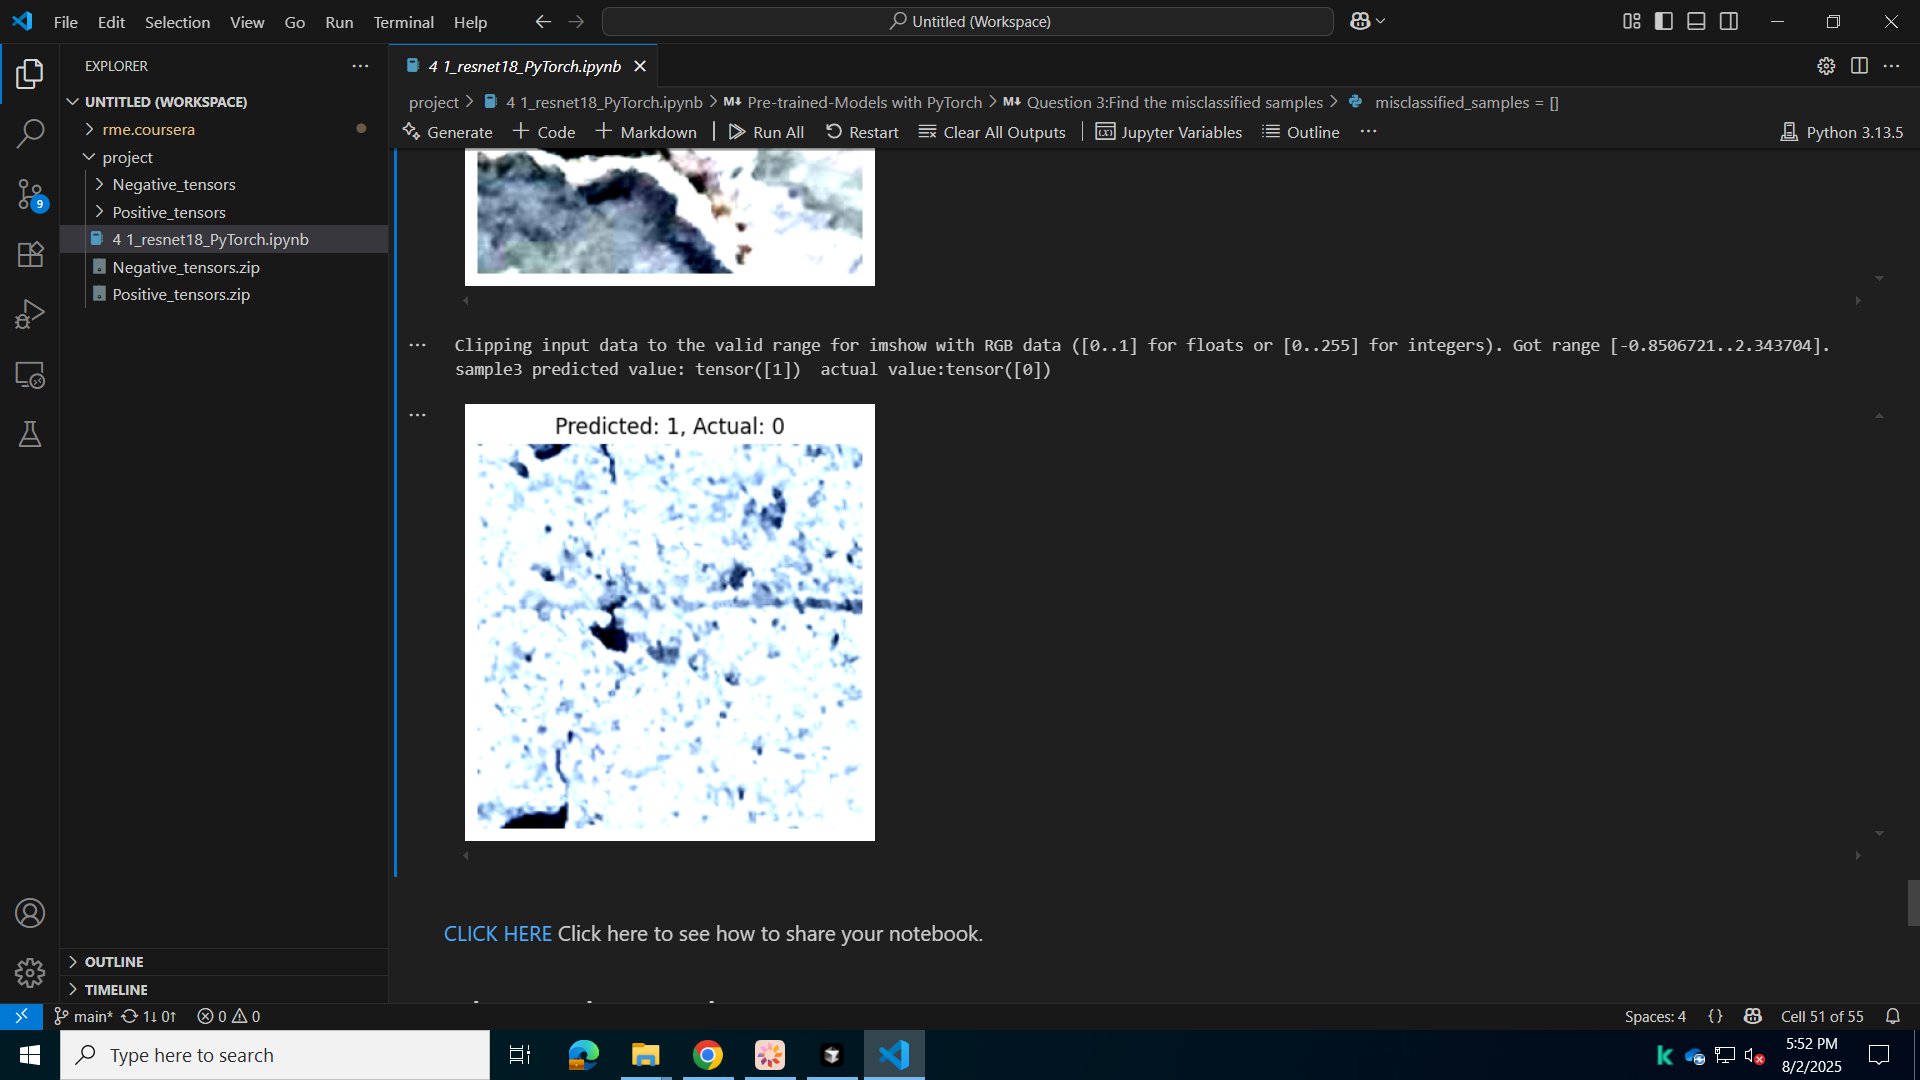 File Edit Selection View Go Run Terminal Help
Untitled (Workspace)
EXPLORER
UNTITLED (WORKSPACE)
rme.coursera
project
Negative_tensors
Positive_tensors
4 1_resnet18_PyTorch.ipynb
Negative_tensors.zip
Positive_tensors.zip
OUTLINE
TIMELINE
9
4 1_resnet18_PyTorch.ipynb
project > 4 1_resnet18_PyTorch.ipynb > M↓ Pre-trained-Models with PyTorch > M↓ Question 3:Find the misclassified samples > misclassified_samples = []
Generate + Code + Markdown | Run All Restart Clear All Outputs | Jupyter Variables Outline ··· Python 3.13.5
Clipping input data to the valid range for imshow with RGB data ([0..1] for floats or [0..255] for integers). Got range [-0.8506721..2.343704].
sample3 predicted value: tensor([1])  actual value:tensor([0])
Predicted: 1, Actual: 0
CLICK HERE Click here to see how to share your notebook.
main* 1↓ 0↑ 0 0 Spaces: 4 {} Cell 51 of 55
Type here to search
5:52 PM
8/2/2025